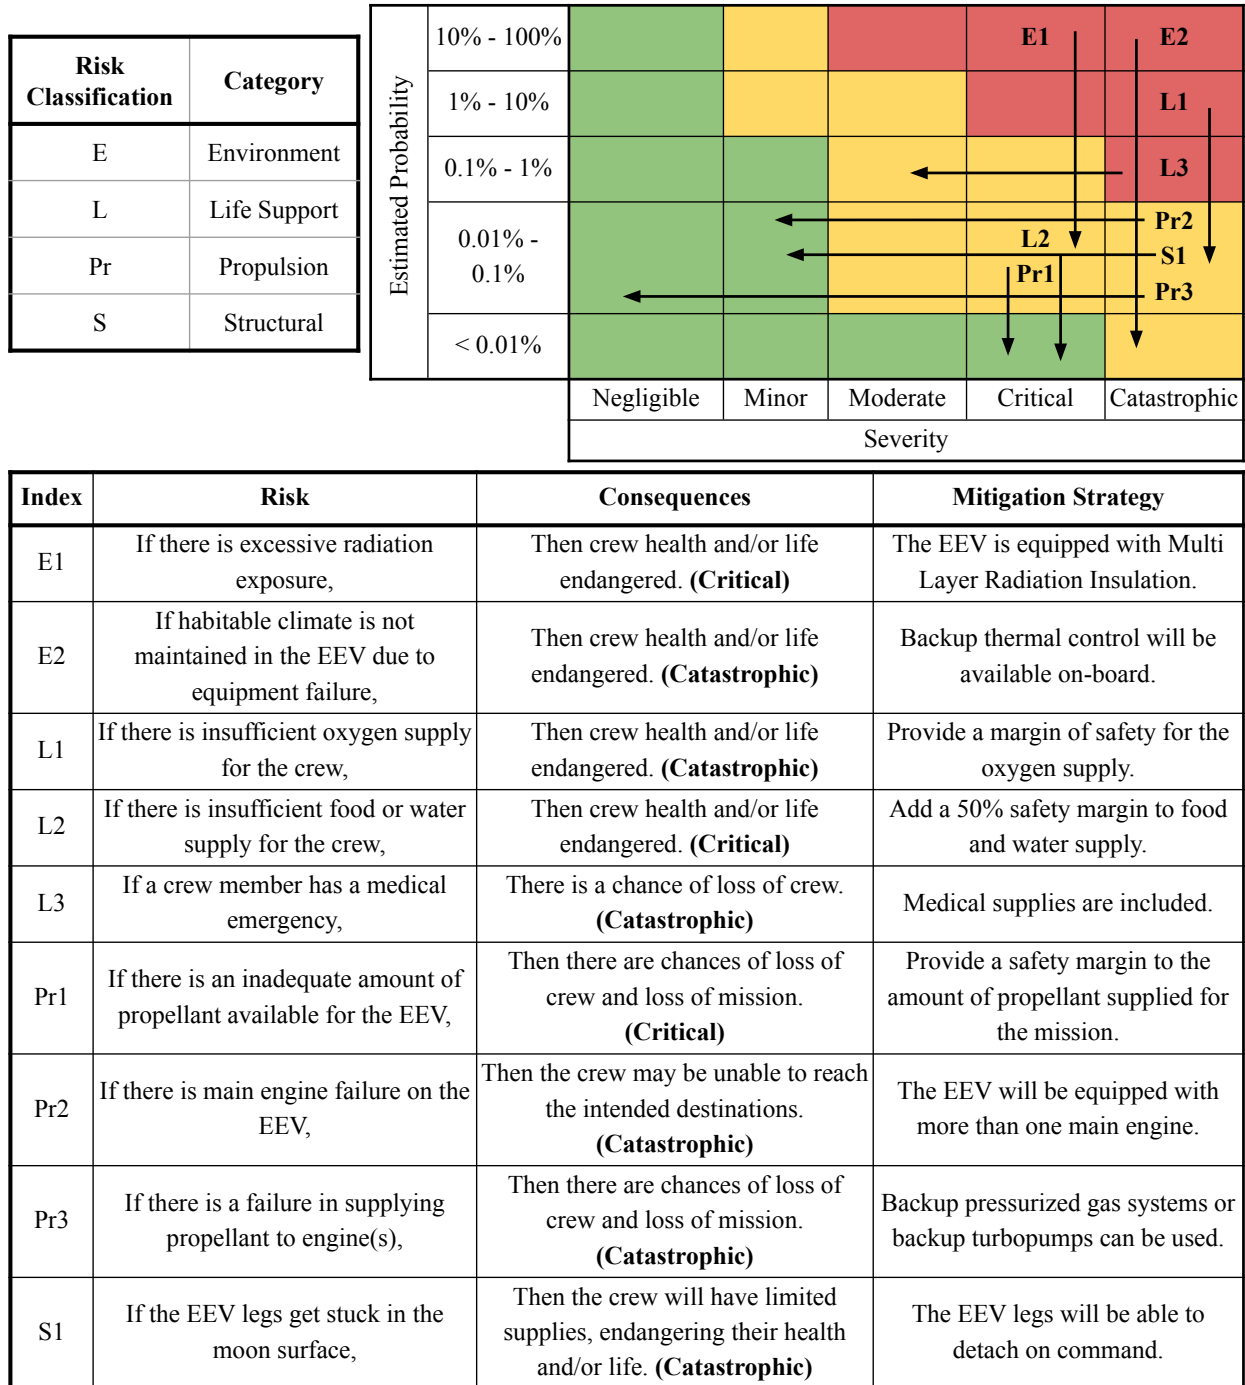 Risk
Classification
Category
E
Environment
L
Life Support
Pr
Propulsion
S
Structural
Estimated Probability
10% - 100%
E1
E2
1% - 10%
L1
0.1% - 1%
L3
0.01% -
0.1%
Pr2
L2
S1
Pr1
Pr3
< 0.01%
Negligible
Minor
Moderate
Critical
Catastrophic
Severity
Index
Risk
Consequences
Mitigation Strategy
E1
If there is excessive radiation
exposure,
Then crew health and/or life
endangered. (Critical)
The EEV is equipped with Multi
Layer Radiation Insulation.
E2
If habitable climate is not
maintained in the EEV due to
equipment failure,
Then crew health and/or life
endangered. (Catastrophic)
Backup thermal control will be
available on-board.
L1
If there is insufficient oxygen supply
for the crew,
Then crew health and/or life
endangered. (Catastrophic)
Provide a margin of safety for the
oxygen supply.
L2
If there is insufficient food or water
supply for the crew,
Then crew health and/or life
endangered. (Critical)
Add a 50% safety margin to food
and water supply.
L3
If a crew member has a medical
emergency,
There is a chance of loss of crew.
(Catastrophic)
Medical supplies are included.
Pr1
If there is an inadequate amount of
propellant available for the EEV,
Then there are chances of loss of
crew and loss of mission.
(Critical)
Provide a safety margin to the
amount of propellant supplied for
the mission.
Pr2
If there is main engine failure on the
EEV,
Then the crew may be unable to reach
the intended destinations.
(Catastrophic)
The EEV will be equipped with
more than one main engine.
Pr3
If there is a failure in supplying
propellant to engine(s),
Then there are chances of loss of
crew and loss of mission.
(Catastrophic)
Backup pressurized gas systems or
backup turbopumps can be used.
S1
If the EEV legs get stuck in the
moon surface,
Then the crew will have limited
supplies, endangering their health
and/or life. (Catastrophic)
The EEV legs will be able to
detach on command.